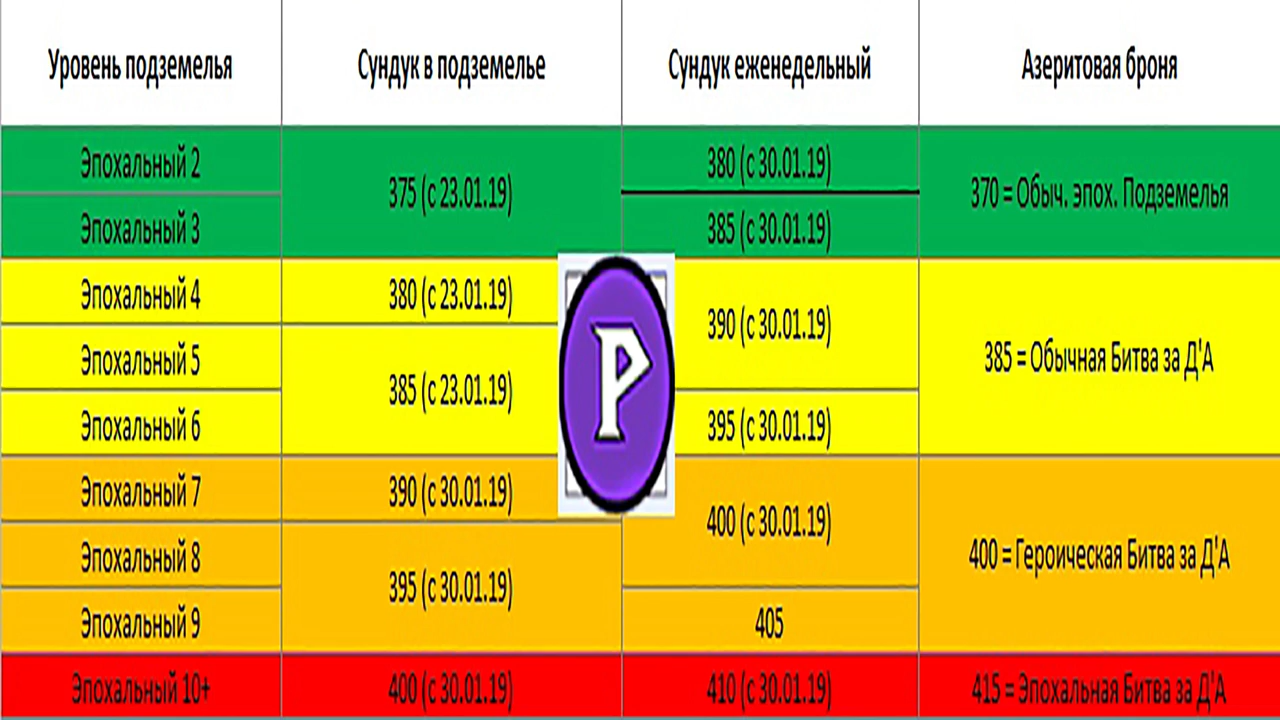 Уровень подземелья Сундук в подземелье Сундук еженедельный Азеритовая броня
Эпохальный 2
375 (с 23.01.19)
380 (с 30.01.19)
370 = Обыч. эпох. Подземелья
Эпохальный 3
385 (с 30.01.19)
Эпохальный 4
380 (с 23.01.19)
390 (с 30.01.19)
385 = Обычная Битва за Д'А
Эпохальный 5
385 (с 23.01.19)
Эпохальный 6
395 (с 30.01.19)
Эпохальный 7
390 (с 30.01.19)
400 (с 30.01.19)
400 = Героическая Битва за Д'А
Эпохальный 8
395 (с 30.01.19)
Эпохальный 9
405
Эпохальный 10+
400 (с 30.01.19)
410 (с 30.01.19)
415 = Эпохальная Битва за Д'А
P